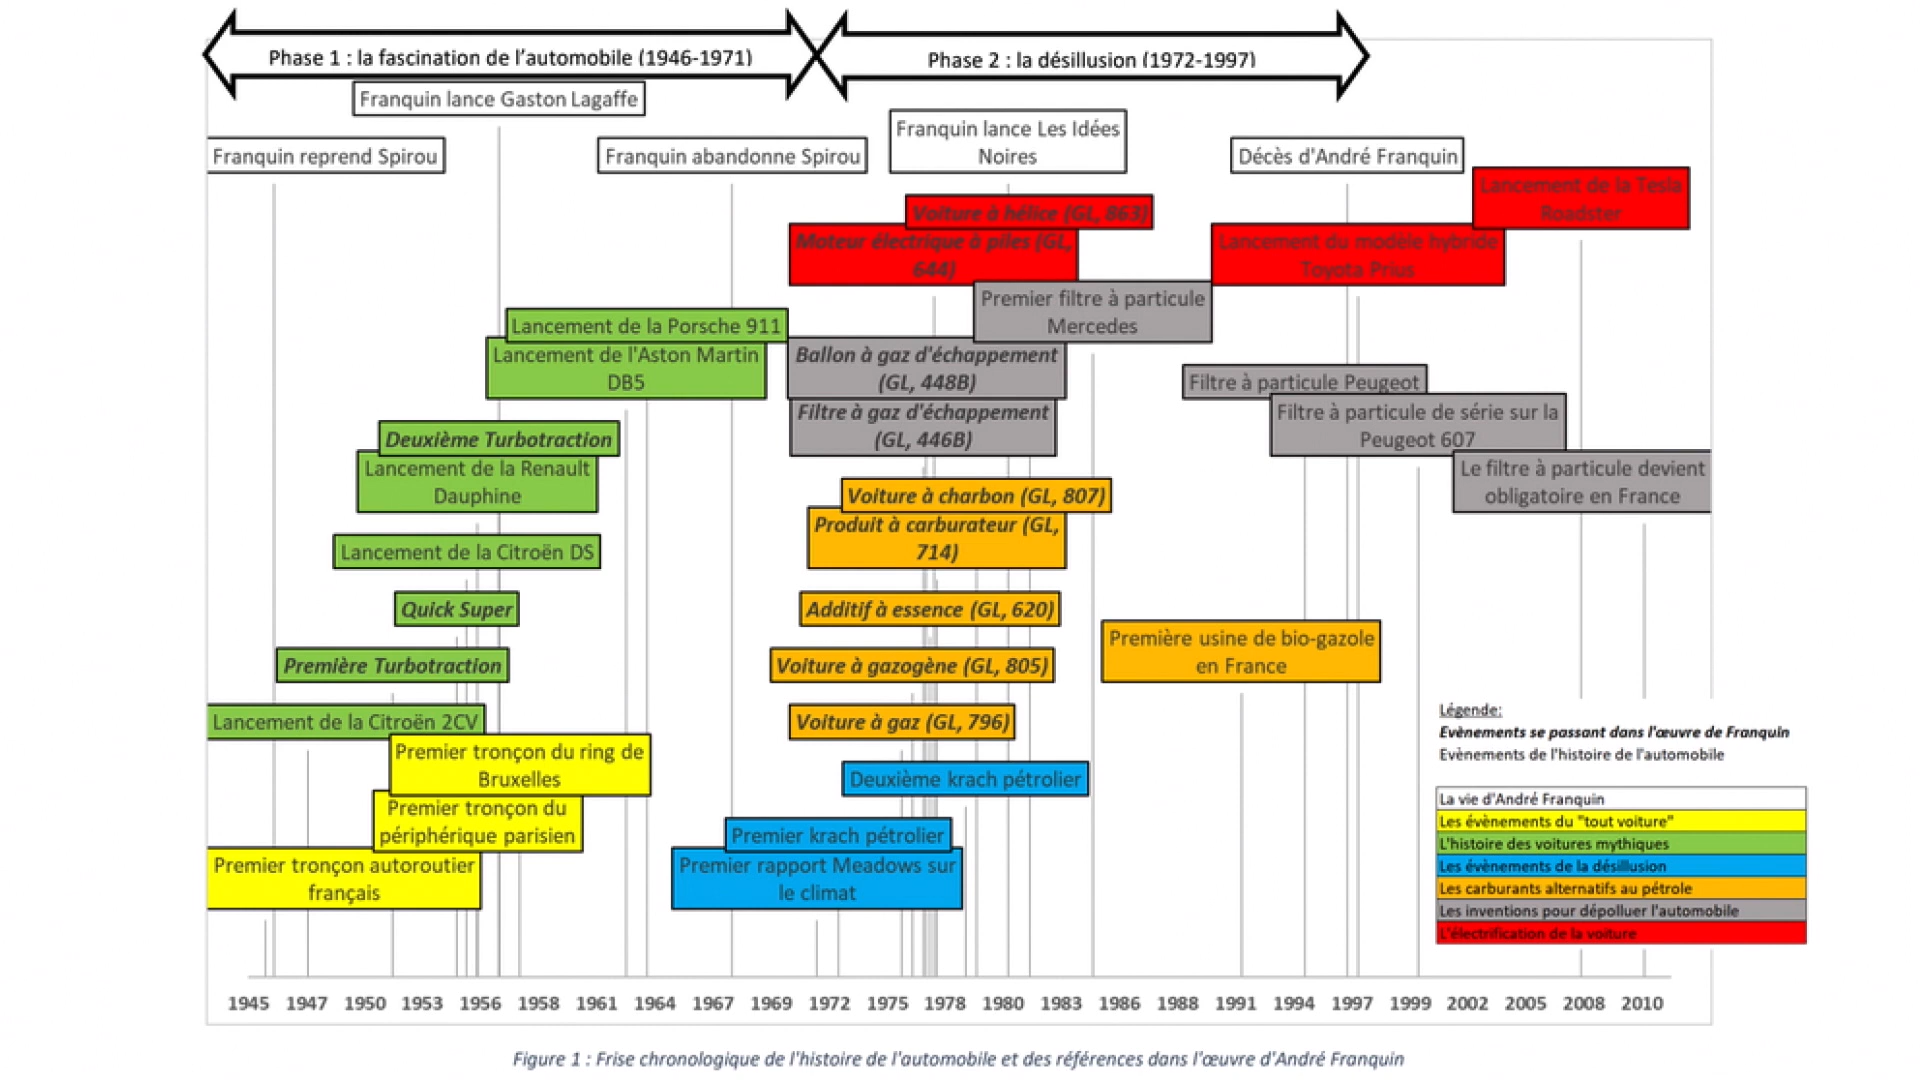 Phase 1 : la fascination de l’automobile (1946-1971)
Phase 2 : la désillusion (1972-1997)
Franquin lance Gaston Lagaffe
Franquin reprend Spirou
Franquin abandonne Spirou
Franquin lance Les Idées
Noires
Décès d'André Franquin
Lancement de la Tesla
Roadster
Voiture à hélice (GL, 863)
Moteur électrique à piles (GL,
644)
Lancement du modèle hybride
Toyota Prius
Premier filtre à particule
Mercedes
Lancement de la Porsche 911
Lancement de l'Aston Martin
DB5
Ballon à gaz d'échappement
(GL, 448B)
Filtre à particule Peugeot
Filtre à gaz d'échappement
(GL, 446B)
Filtre à particule de série sur la
Peugeot 607
Deuxième Turbotraction
Lancement de la Renault
Dauphine
Le filtre à particule devient
obligatoire en France
Voiture à charbon (GL, 807)
Produit à carburateur (GL,
714)
Lancement de la Citroën DS
Quick Super
Additif à essence (GL, 620)
Première usine de bio-gazole
en France
Première Turbotraction
Voiture à gazogène (GL, 805)
Lancement de la Citroën 2CV
Voiture à gaz (GL, 796)
Premier tronçon du ring de
Bruxelles
Deuxième krach pétrolier
Premier tronçon du
périphérique parisien
Premier krach pétrolier
Premier tronçon autoroutier
français
Premier rapport Meadows sur
le climat
Légende:
Evènements se passant dans l'œuvre de Franquin
Evènements de l'histoire de l'automobile
La vie d'André Franquin
Les évènements du "tout voiture"
L'histoire des voitures mythiques
Les évènements de la désillusion
Les carburants alternatifs au pétrole
Les inventions pour dépolluer l'automobile
L'électrification de la voiture
1945 1947 1950 1953 1956 1958 1961 1964 1967 1969 1972 1975 1978 1980 1983 1986 1988 1991 1994 1997 1999 2002 2005 2008 2010
Figure 1 : Frise chronologique de l'histoire de l'automobile et des références dans l'œuvre d'André Franquin